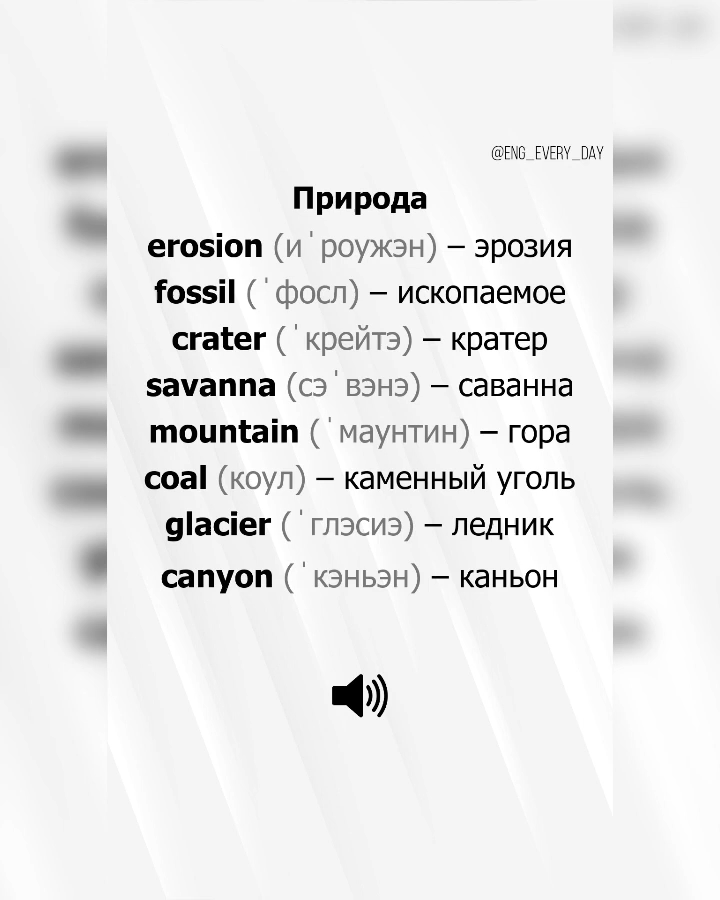 @ENG_EVERY_DAY
Природа
erosion (иˈроужэн) – эрозия
fossil (ˈфосл) – ископаемое
crater (ˈкрейтэ) – кратер
savanna (сэˈвэнэ) – саванна
mountain (ˈмаунтин) – гора
coal (коул) – каменный уголь
glacier (ˈглэсиэ) – ледник
canyon (ˈкэньэн) – каньон